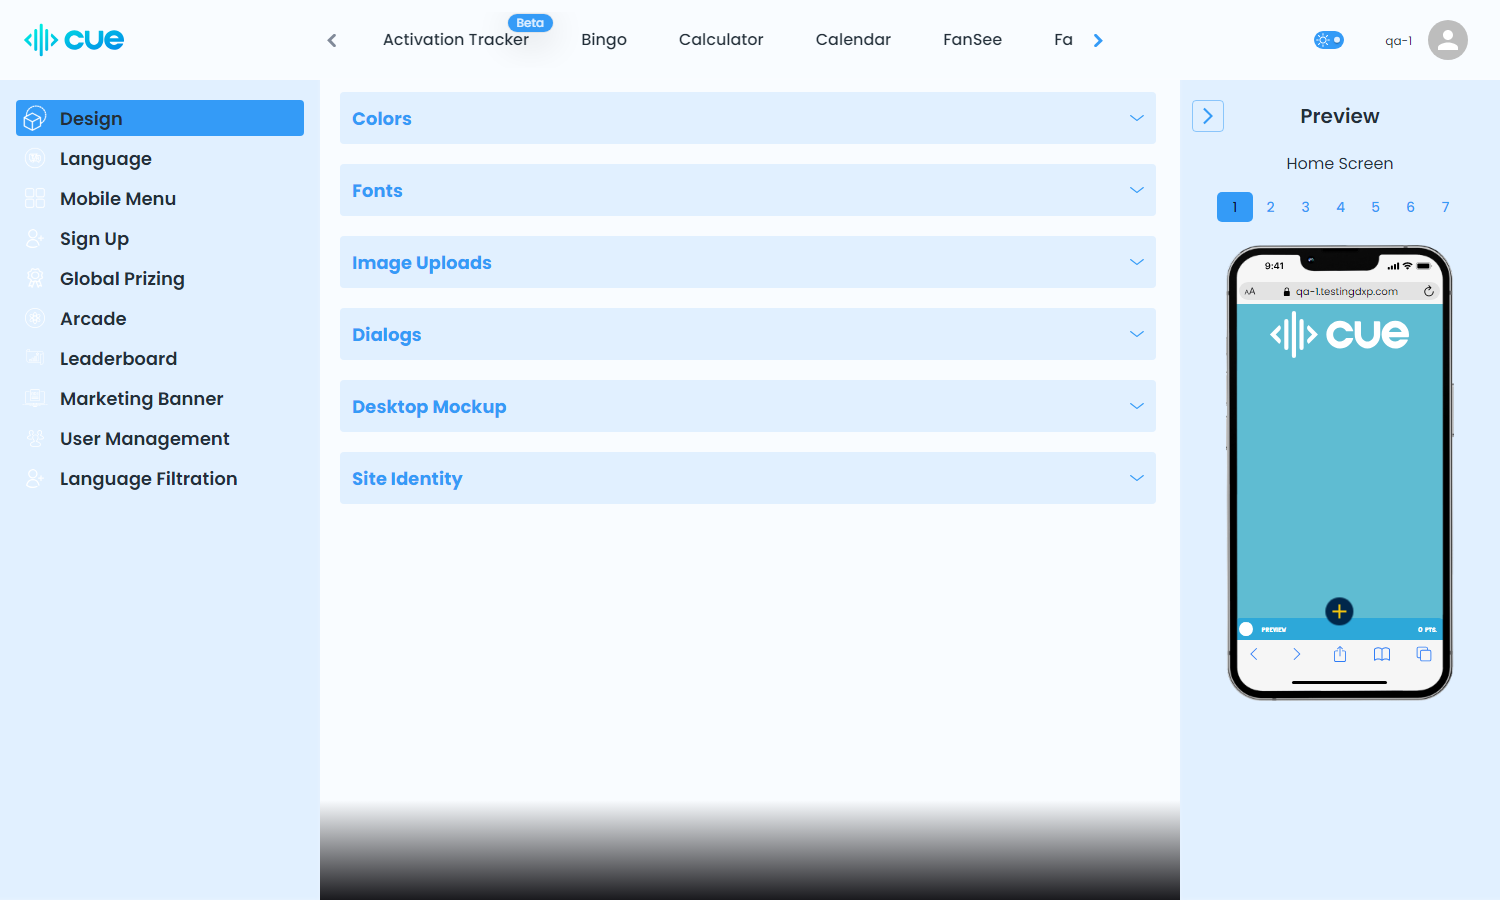 cue
Beta
Activation Tracker
Bingo
Calculator
Calendar
FanSee
Fa
qa-1
Design
Language
Mobile Menu
Sign Up
Global Prizing
Arcade
Leaderboard
Marketing Banner
User Management
Language Filtration
Colors
Fonts
Image Uploads
Dialogs
Desktop Mockup
Site Identity
Preview
Home Screen
1 2 3 4 5 6 7
9:41
AA qa-1.testingdxp.com
cue
PREVIEW 0 PTS.